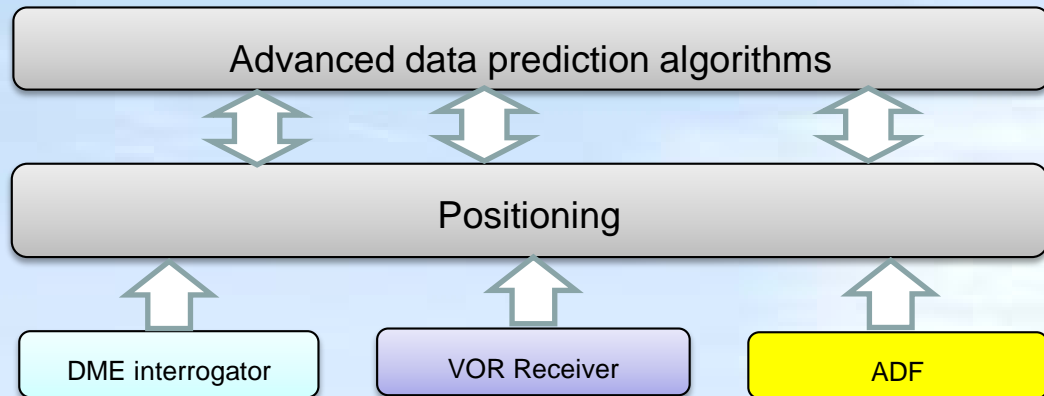 Advanced data prediction algorithms
Positioning
DME interrogator
VOR Receiver
ADF